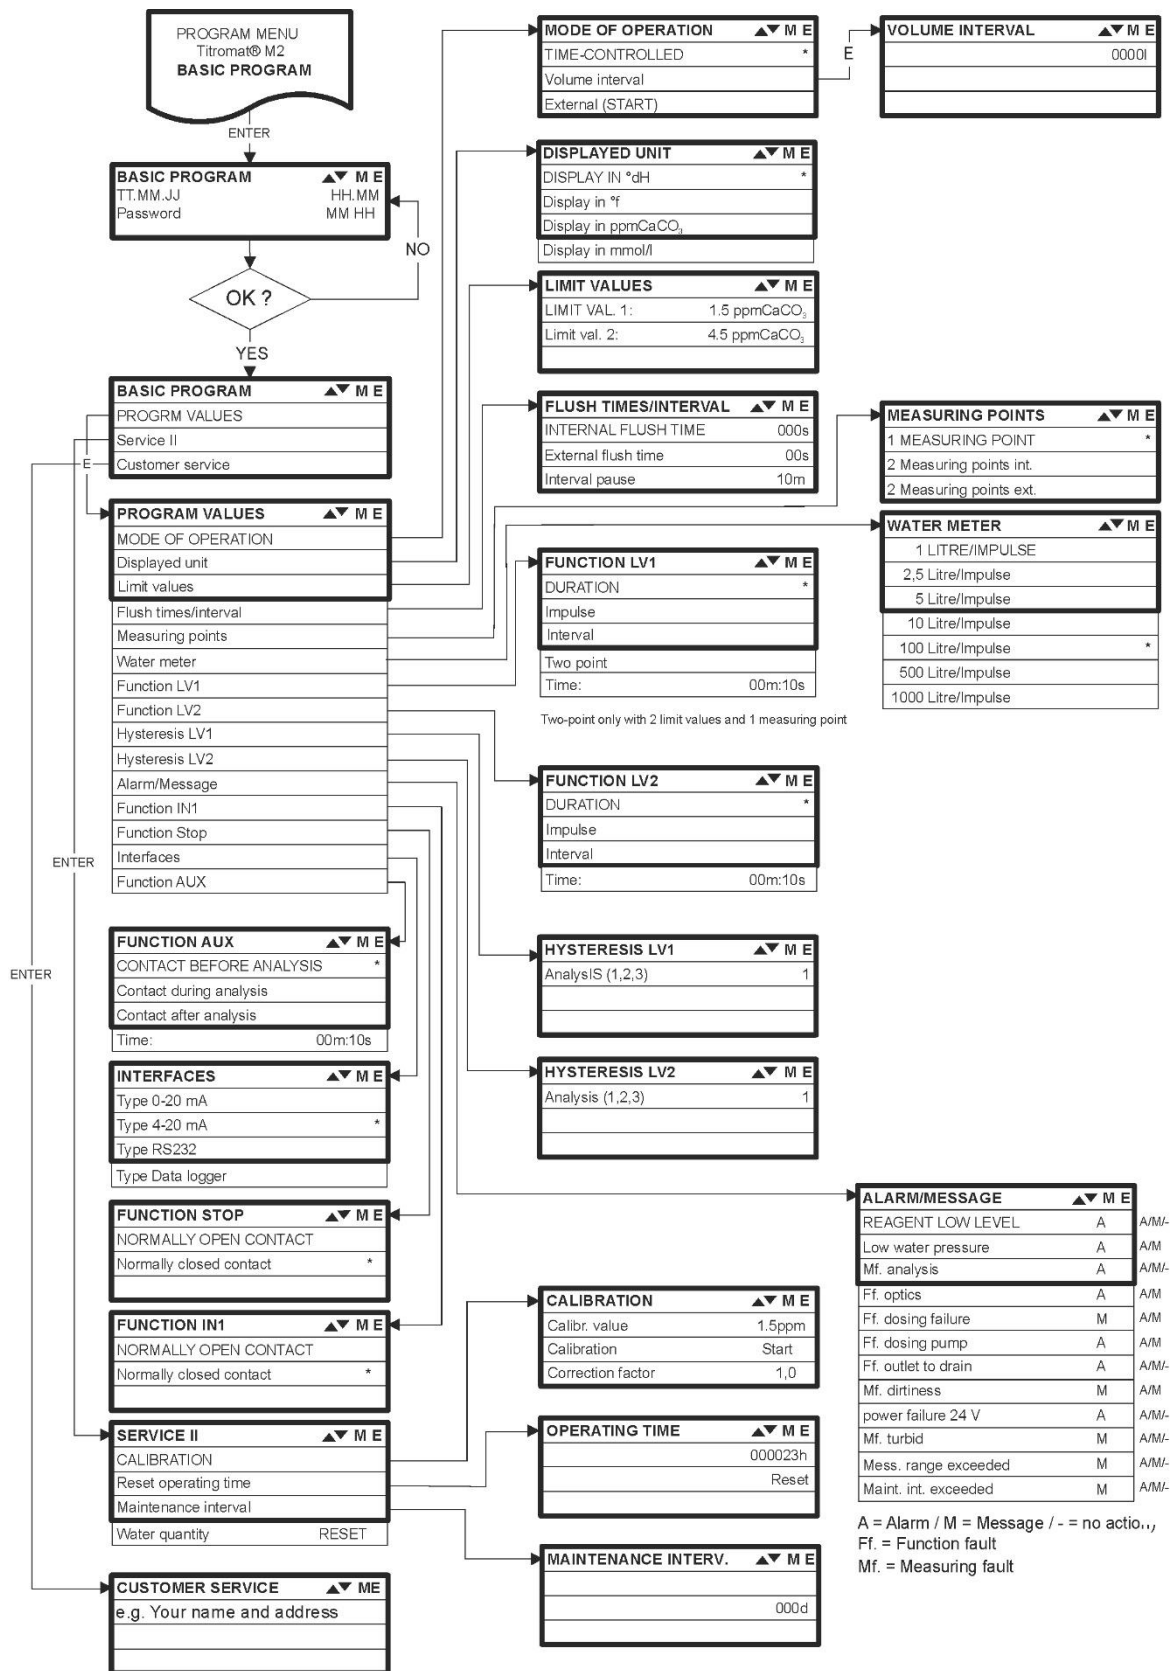 PROGRAM MENU
Titromat® M2
BASIC PROGRAM
ENTER
BASIC PROGRAM ▲▼ M E
TT.MM.JJ HH.MM
Password MM HH
NO
OK ?
YES
BASIC PROGRAM ▲▼ M E
PROGRM VALUES
Service II
Customer service
E
PROGRAM VALUES ▲▼ M E
MODE OF OPERATION
Displayed unit
Limit values
Flush times/interval
Measuring points
Water meter
Function LV1
Function LV2
Hysteresis LV1
Hysteresis LV2
Alarm/Message
Function IN1
Function Stop
Interfaces
Function AUX
ENTER
ENTER
FUNCTION AUX ▲▼ M E
CONTACT BEFORE ANALYSIS *
Contact during analysis
Contact after analysis
Time: 00m:10s
INTERFACES ▲▼ M E
Type 0-20 mA
Type 4-20 mA *
Type RS232
Type Data logger
FUNCTION STOP ▲▼ M E
NORMALLY OPEN CONTACT
Normally closed contact *
FUNCTION IN1 ▲▼ M E
NORMALLY OPEN CONTACT
Normally closed contact *
SERVICE II ▲▼ M E
CALIBRATION
Reset operating time
Maintenance interval
Water quantity RESET
CUSTOMER SERVICE ▲▼ ME
e.g. Your name and address
MODE OF OPERATION ▲▼ M E
TIME-CONTROLLED *
Volume interval
External (START)
E
VOLUME INTERVAL ▲▼ M E
0000l
DISPLAYED UNIT ▲▼ M E
DISPLAY IN °dH *
Display in °f
Display in ppmCaCO₃
Display in mmol/l
LIMIT VALUES ▲▼ M E
LIMIT VAL. 1: 1.5 ppmCaCO₃
Limit val. 2: 4.5 ppmCaCO₃
FLUSH TIMES/INTERVAL ▲▼ M E
INTERNAL FLUSH TIME 000s
External flush time 00s
Interval pause 10m
MEASURING POINTS ▲▼ M E
1 MEASURING POINT *
2 Measuring points int.
2 Measuring points ext.
WATER METER ▲▼ M E
1 LITRE/IMPULSE
2,5 Litre/Impulse
5 Litre/Impulse
10 Litre/Impulse
100 Litre/Impulse *
500 Litre/Impulse
1000 Litre/Impulse
FUNCTION LV1 ▲▼ M E
DURATION *
Impulse
Interval
Two point
Time: 00m:10s
Two-point only with 2 limit values and 1 measuring point
FUNCTION LV2 ▲▼ M E
DURATION *
Impulse
Interval
Time: 00m:10s
HYSTERESIS LV1 ▲▼ M E
AnalysIS (1,2,3) 1
HYSTERESIS LV2 ▲▼ M E
Analysis (1,2,3) 1
ALARM/MESSAGE ▲▼ M E
REAGENT LOW LEVEL A A/M/-
Low water pressure A A/M
Mf. analysis A A/M/-
Ff. optics A A/M
Ff. dosing failure M A/M
Ff. dosing pump A A/M
Ff. outlet to drain A A/M/-
Mf. dirtiness M A/M
power failure 24 V A A/M/-
Mf. turbid M A/M/-
Mess. range exceeded M A/M/-
Maint. int. exceeded M A/M/-
A = Alarm / M = Message / - = no action,
Ff. = Function fault
Mf. = Measuring fault
CALIBRATION ▲▼ M E
Calibr. value 1.5ppm
Calibration Start
Correction factor 1,0
OPERATING TIME ▲▼ M E
000023h
Reset
MAINTENANCE INTERV. ▲▼ M E
000d